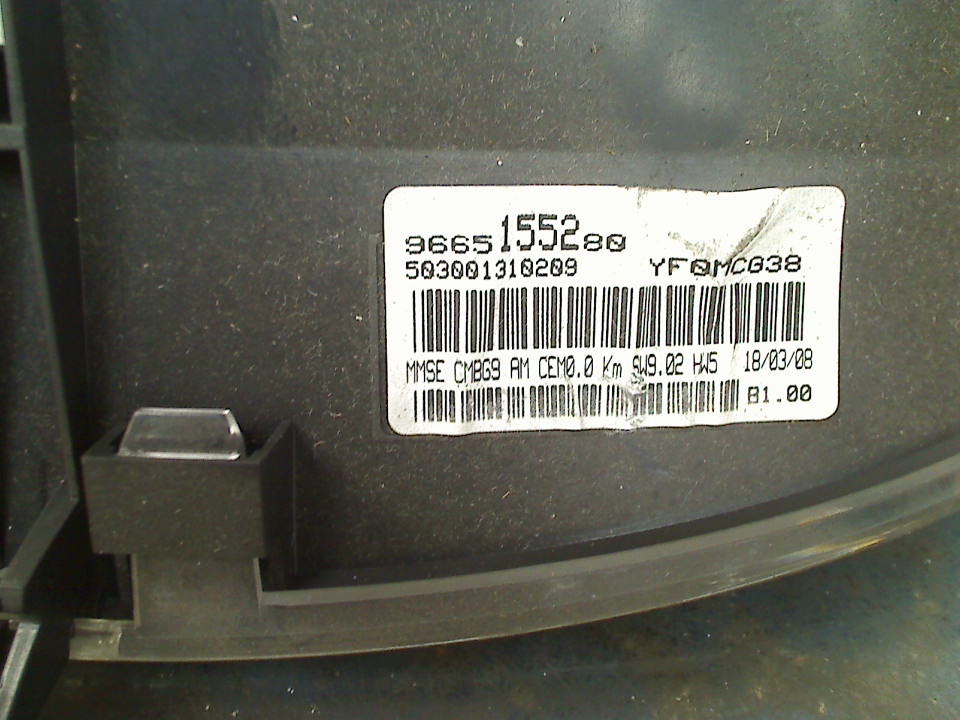 9665155280
503001310209 YF0MCG38
MMSE CMBG9 AM CEM0.0 Km SW9.02 HW5 18/03/08
B1.00